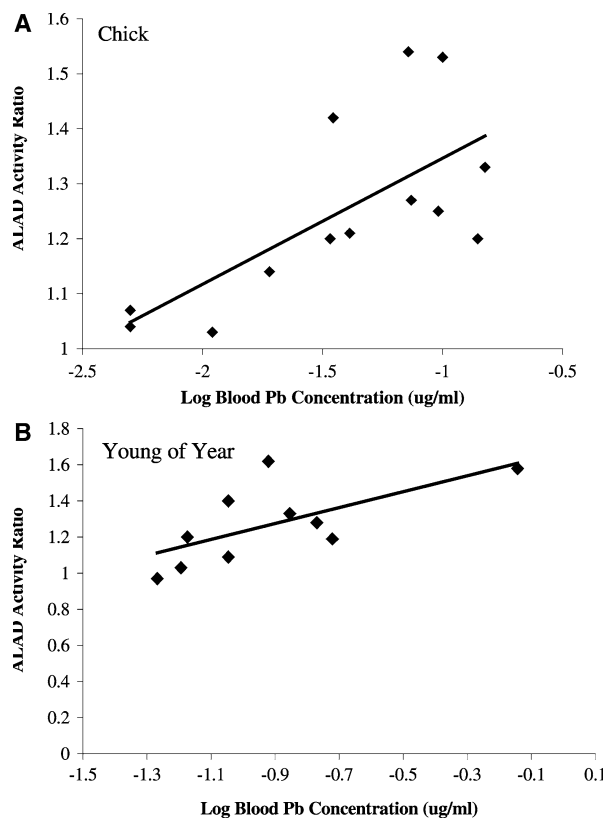 A
Chick
ALAD Activity Ratio
1.6
1.5
1.4
1.3
1.2
1.1
1
-2.5 -2 -1.5 -1 -0.5
Log Blood Pb Concentration (ug/ml)
B
Young of Year
ALAD Activity Ratio
1.8
1.6
1.4
1.2
1
0.8
0.6
0.4
0.2
0
-1.5 -1.3 -1.1 -0.9 -0.7 -0.5 -0.3 -0.1 0.1
Log Blood Pb Concentration (ug/ml)